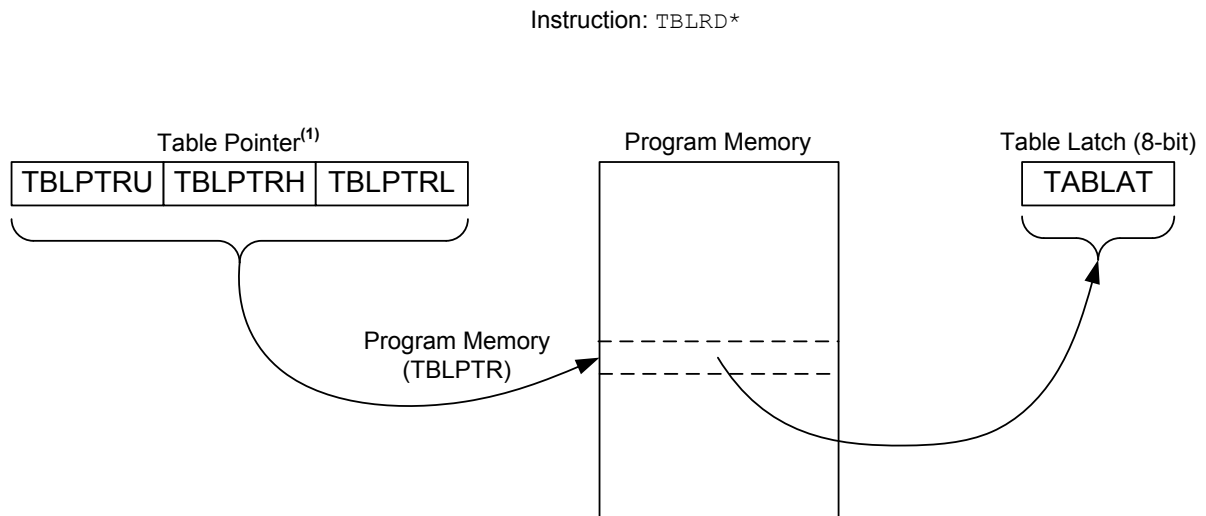 Instruction: TBLRD*
Table Pointer(1)
Program Memory
Table Latch (8-bit)
TBLPTRU TBLPTRH TBLPTRL
TABLAT
Program Memory
(TBLPTR)